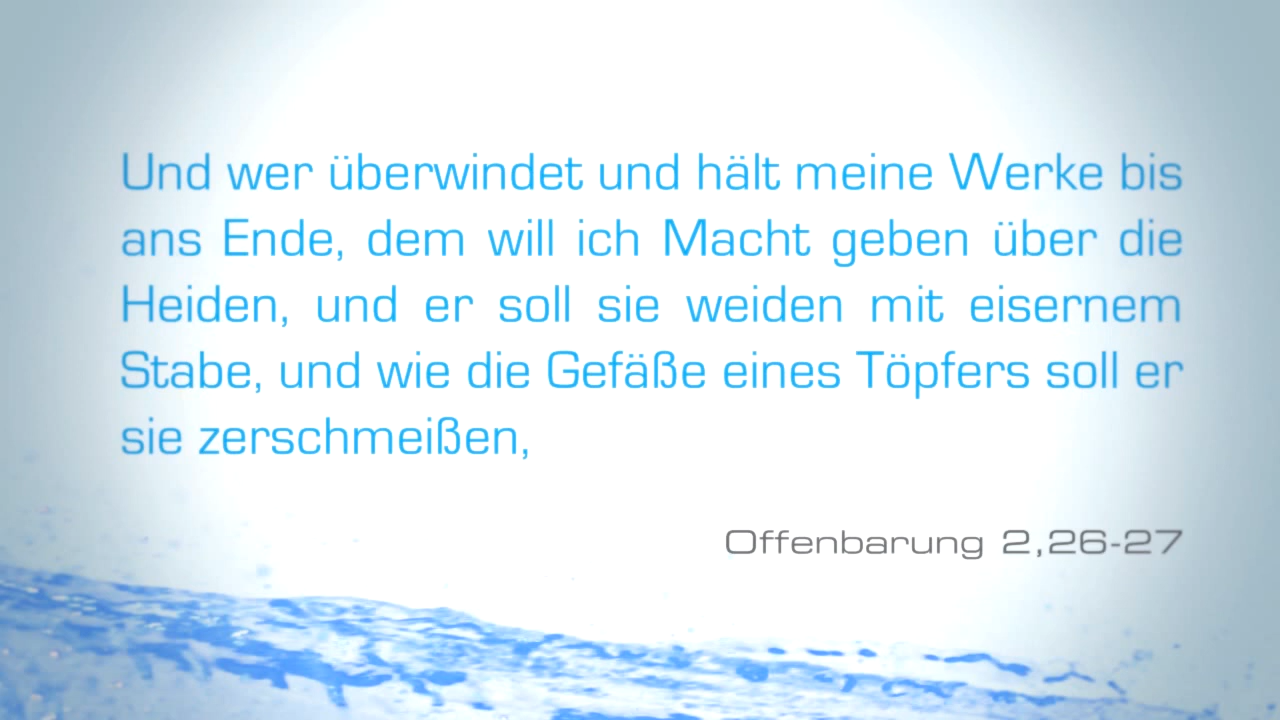 Und wer überwindet und hält meine Werke bis
ans Ende, dem will ich Macht geben über die
Heiden, und er soll sie weiden mit eisernem
Stabe, und wie die Gefäße eines Töpfers soll er
sie zerschmeißen,
Offenbarung 2,26-27